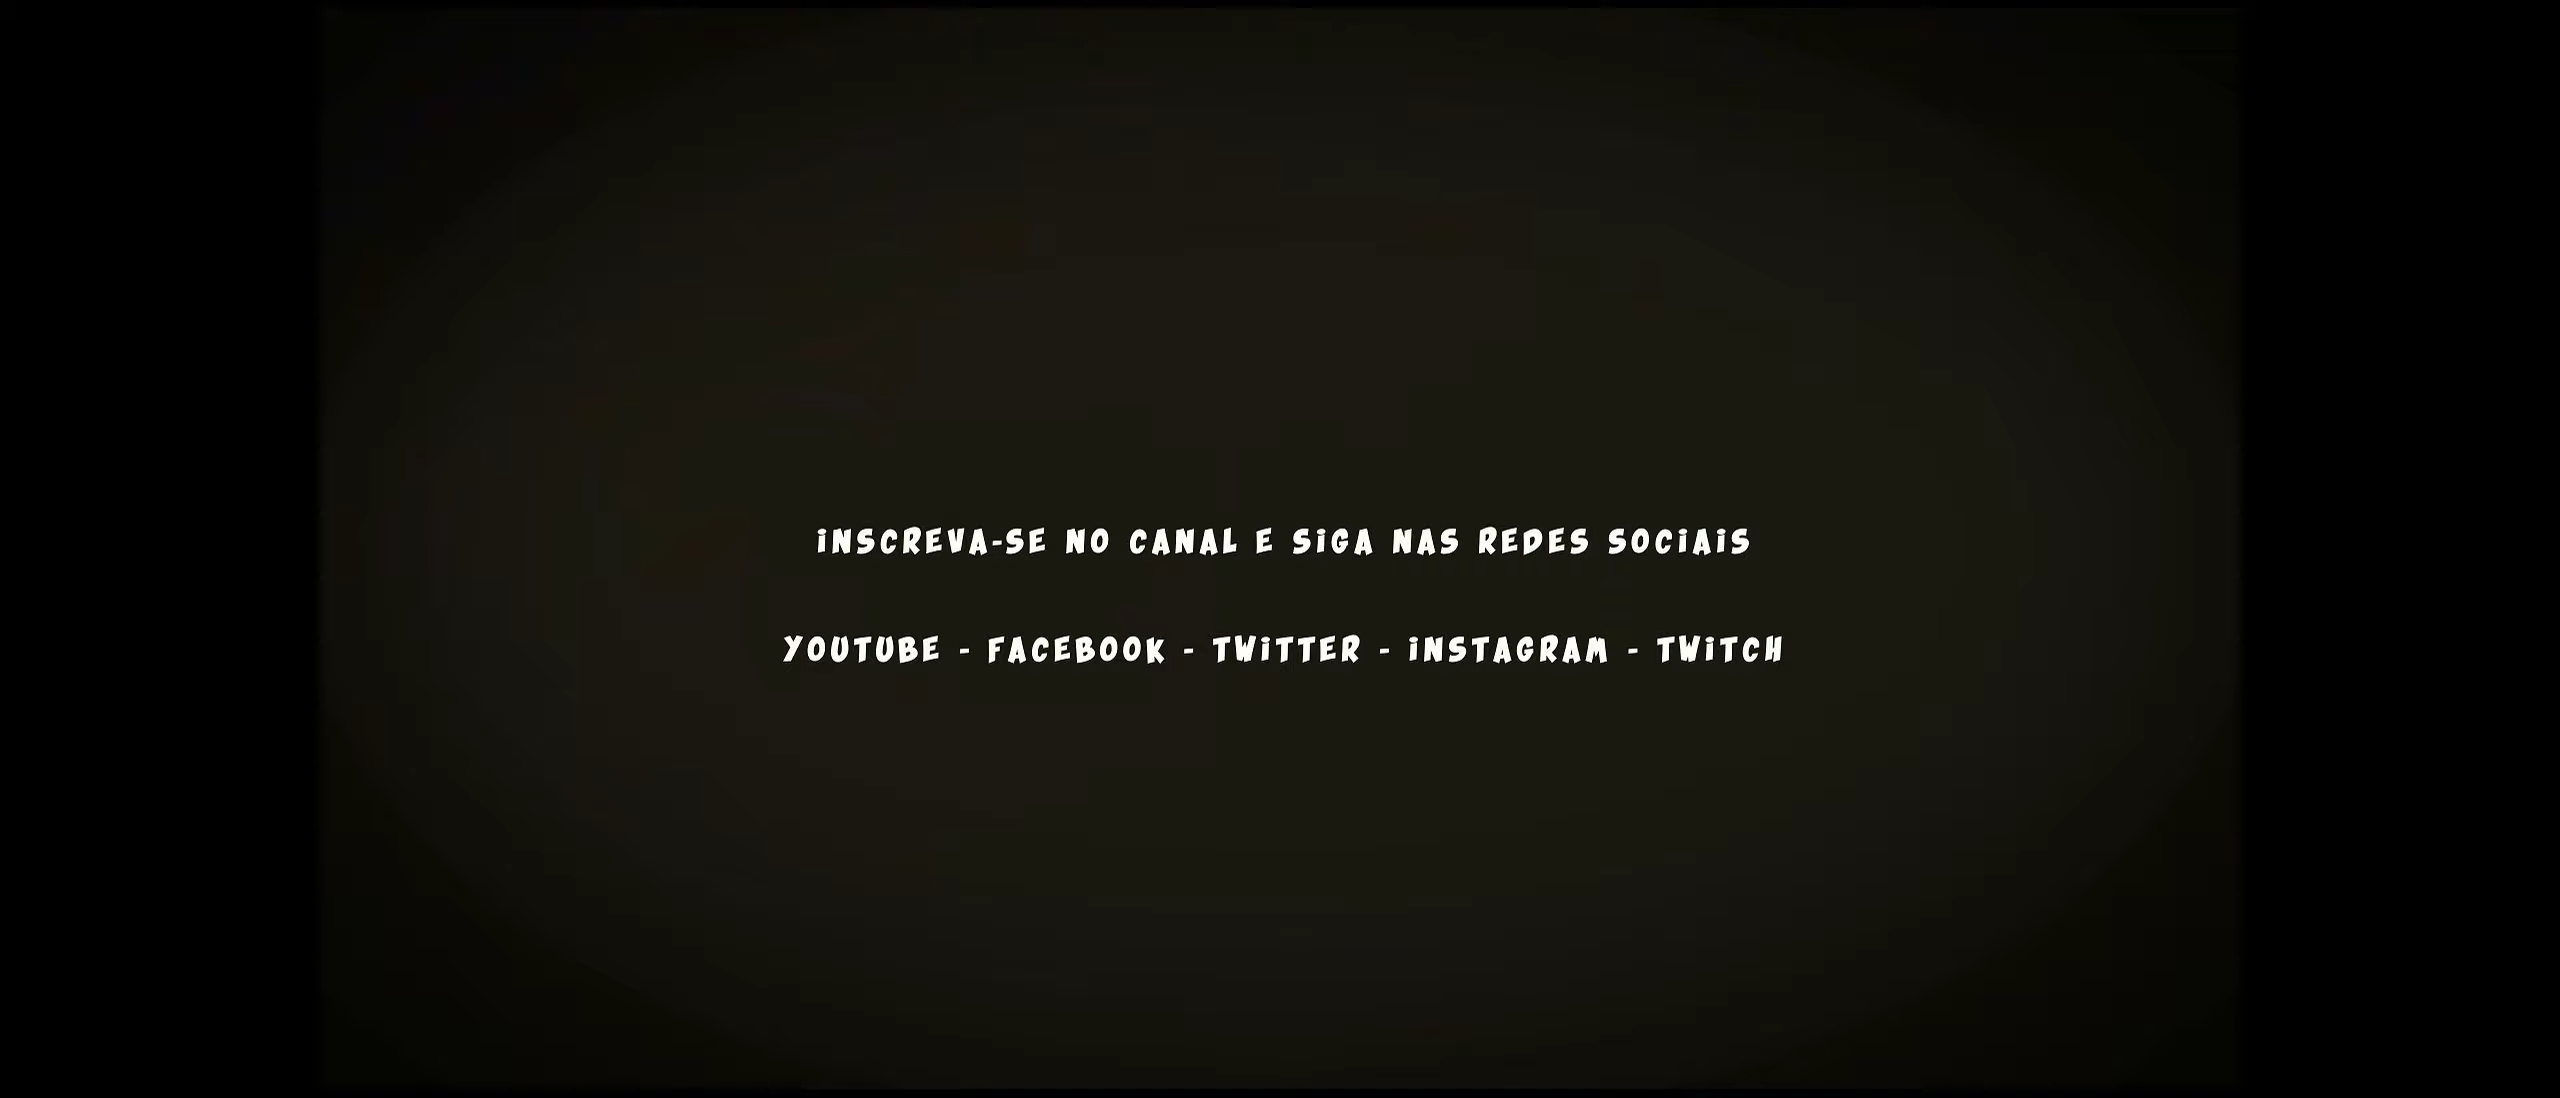 iNSCREVA-SE NO CANAL E SiGA NAS REDES SOCiAiS
YOUTUBE - FACEBOOK - TWiTTER - iNSTAGRAM - TWiTCH